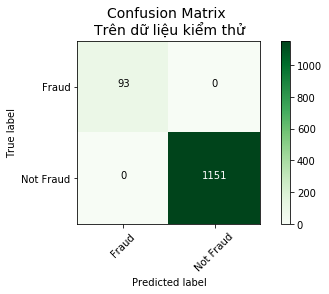 Confusion Matrix
Trên dữ liệu kiểm thử
True label
Fraud
93
0
Not Fraud
0
1151
Fraud
Not Fraud
Predicted label
1000
800
600
400
200
0